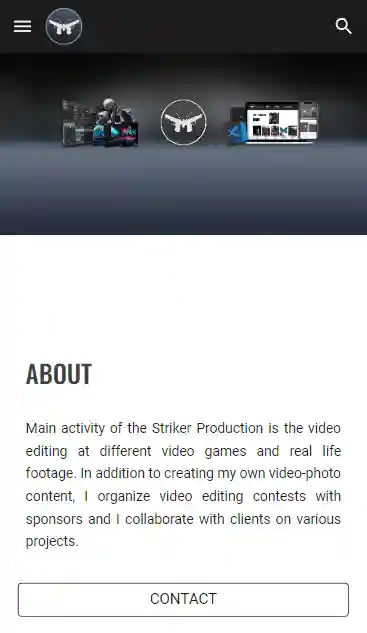 ABOUT
Main activity of the Striker Production is the video
editing at different video games and real life
footage. In addition to creating my own video-photo
content, I organize video editing contests with
sponsors and I collaborate with clients on various
projects.
CONTACT